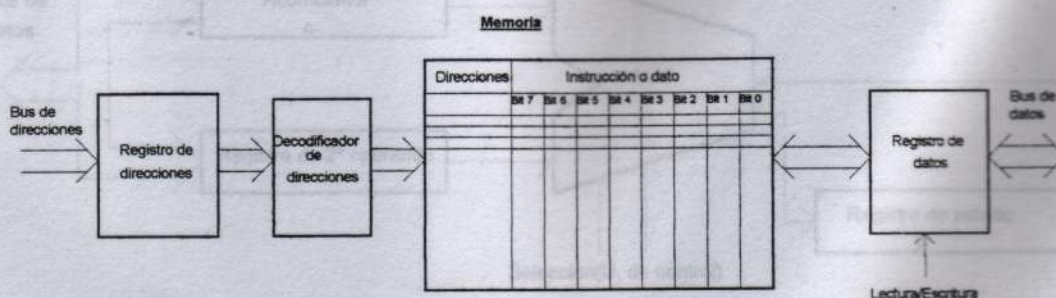 Memoria
Direcciones Instrucción o dato
Bit 7 Bit 6 Bit 5 Bit 4 Bit 3 Bit 2 Bit 1 Bit 0
Bus de
direcciones
Registro de
direcciones
Decodificador
de
direcciones
Registro de
datos
Bus de
datos
Lectura/Escritura